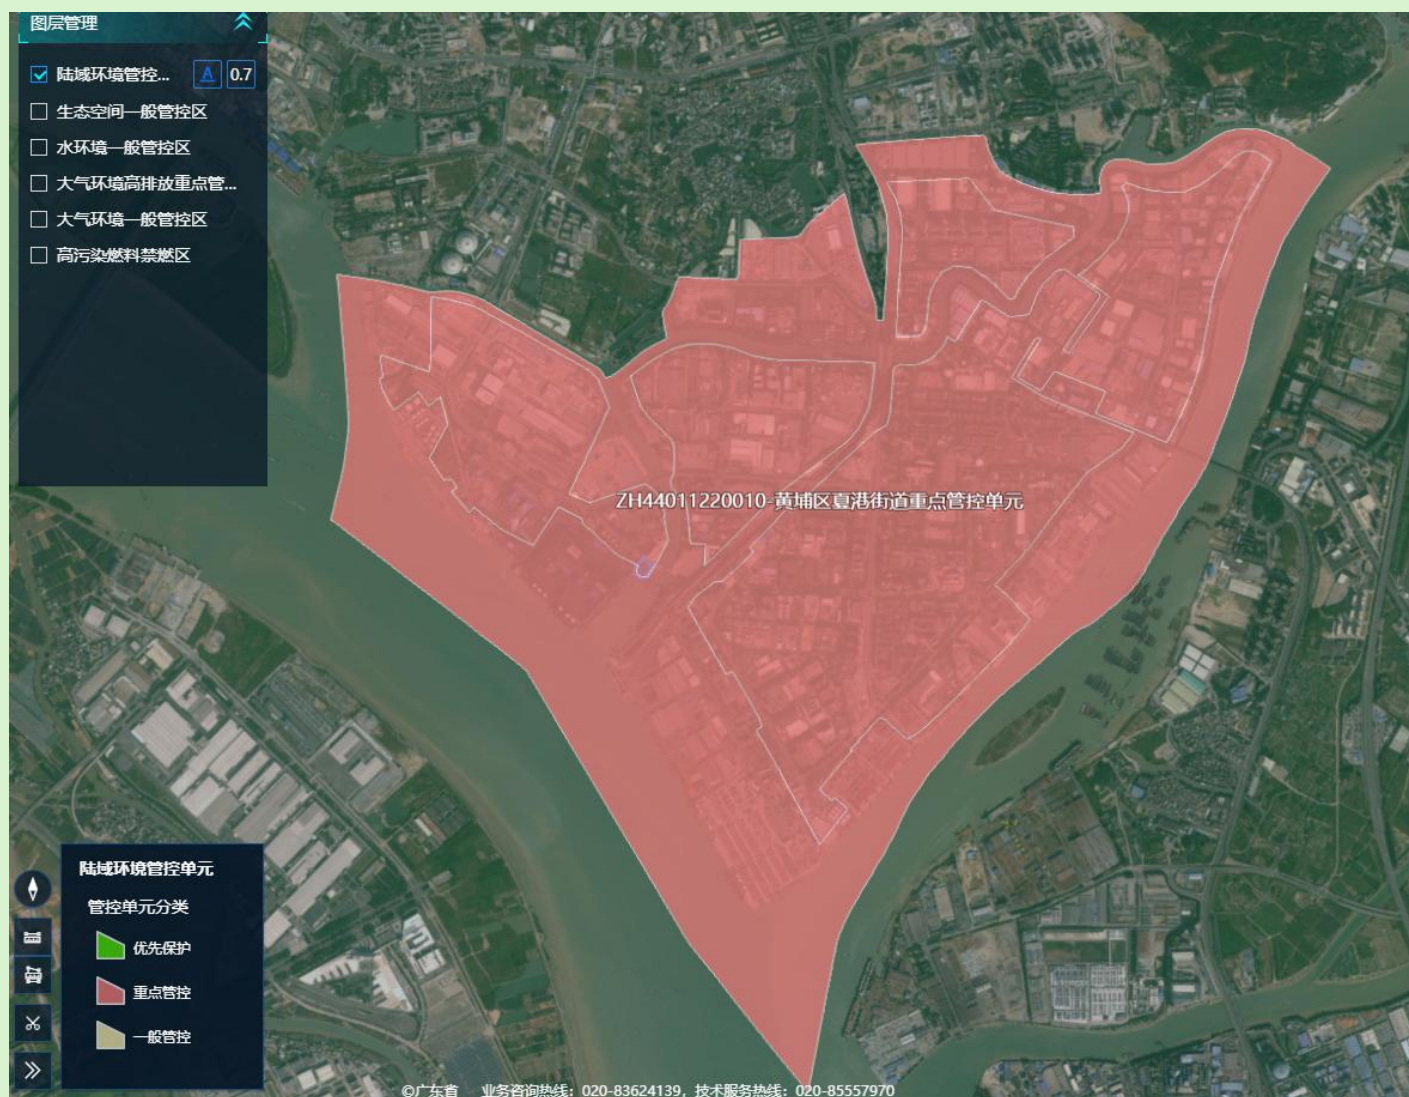 图层管理
陆域环境管控... A 0.7
生态空间一般管控区
水环境一般管控区
大气环境高排放重点管...
大气环境一般管控区
高污染燃料禁燃区
ZH44011220010-黄埔区夏港街道重点管控单元
陆域环境管控单元
管控单元分类
优先保护
重点管控
一般管控
©广东省 业务咨询热线：020-83624139，技术服务热线：020-85557970